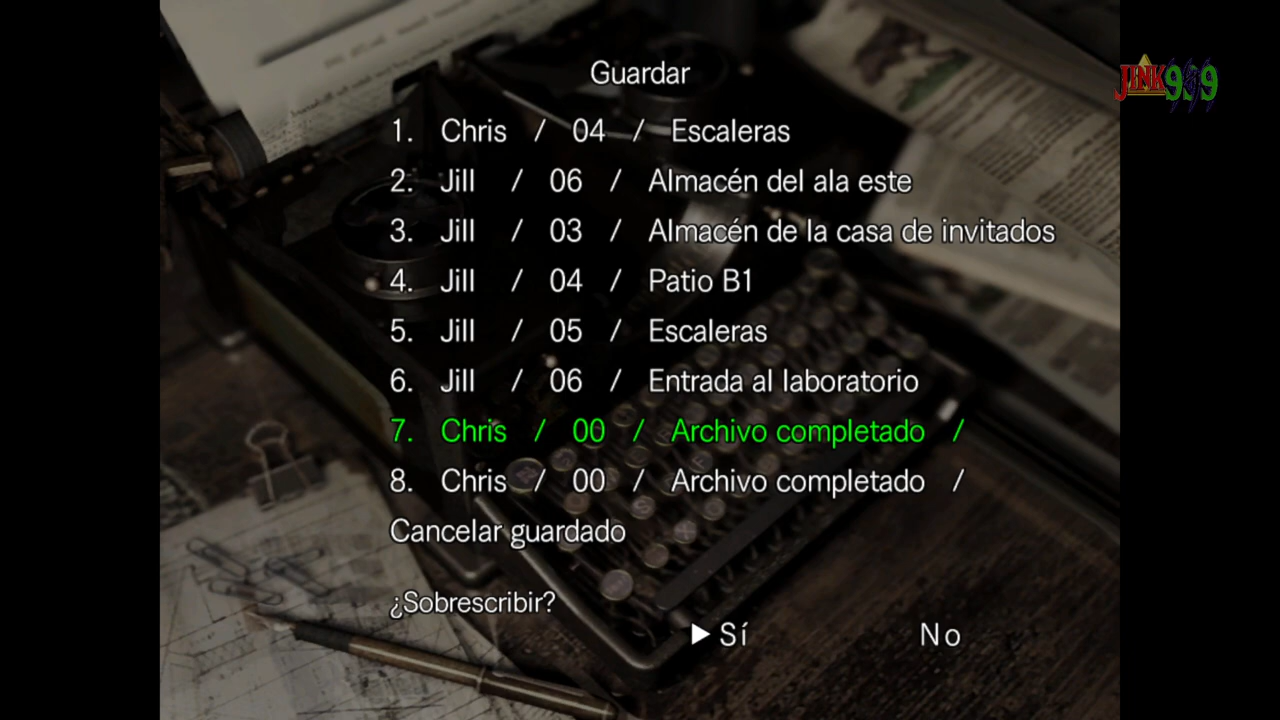 Guardar
1. Chris / 04 / Escaleras
2. Jill / 06 / Almacén del ala este
3. Jill / 03 / Almacén de la casa de invitados
4. Jill / 04 / Patio B1
5. Jill / 05 / Escaleras
6. Jill / 06 / Entrada al laboratorio
7. Chris / 00 / Archivo completado /
8. Chris / 00 / Archivo completado /
Cancelar guardado
¿Sobrescribir?
Sí No
JINK999